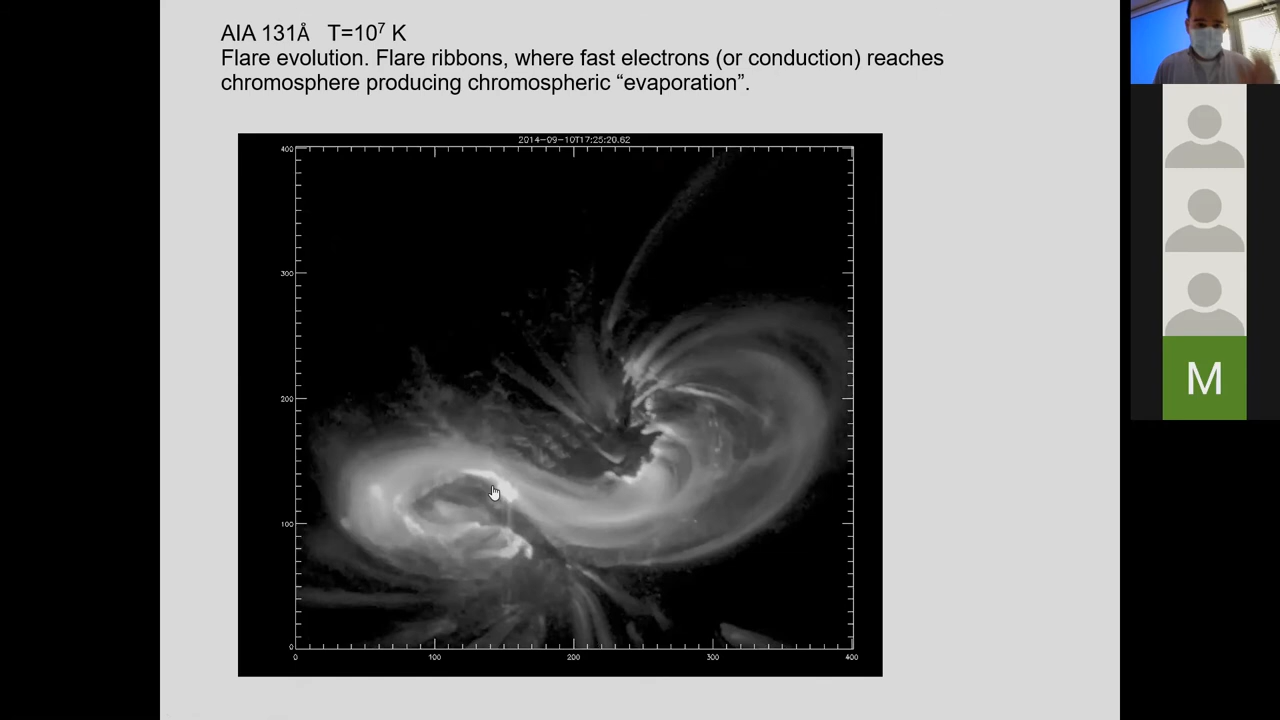 AIA 131Å T=10⁷ K
Flare evolution. Flare ribbons, where fast electrons (or conduction) reaches
chromosphere producing chromospheric “evaporation”.
2014-09-10T17:25:20.62
400
300
200
100
0
0 100 200 300 400
M